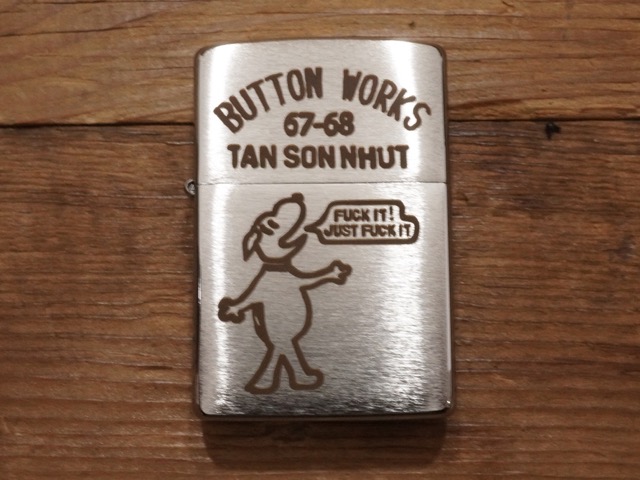 BUTTON WORKS
67-68
TAN SON NHUT
FUCK IT!
JUST FUCK IT